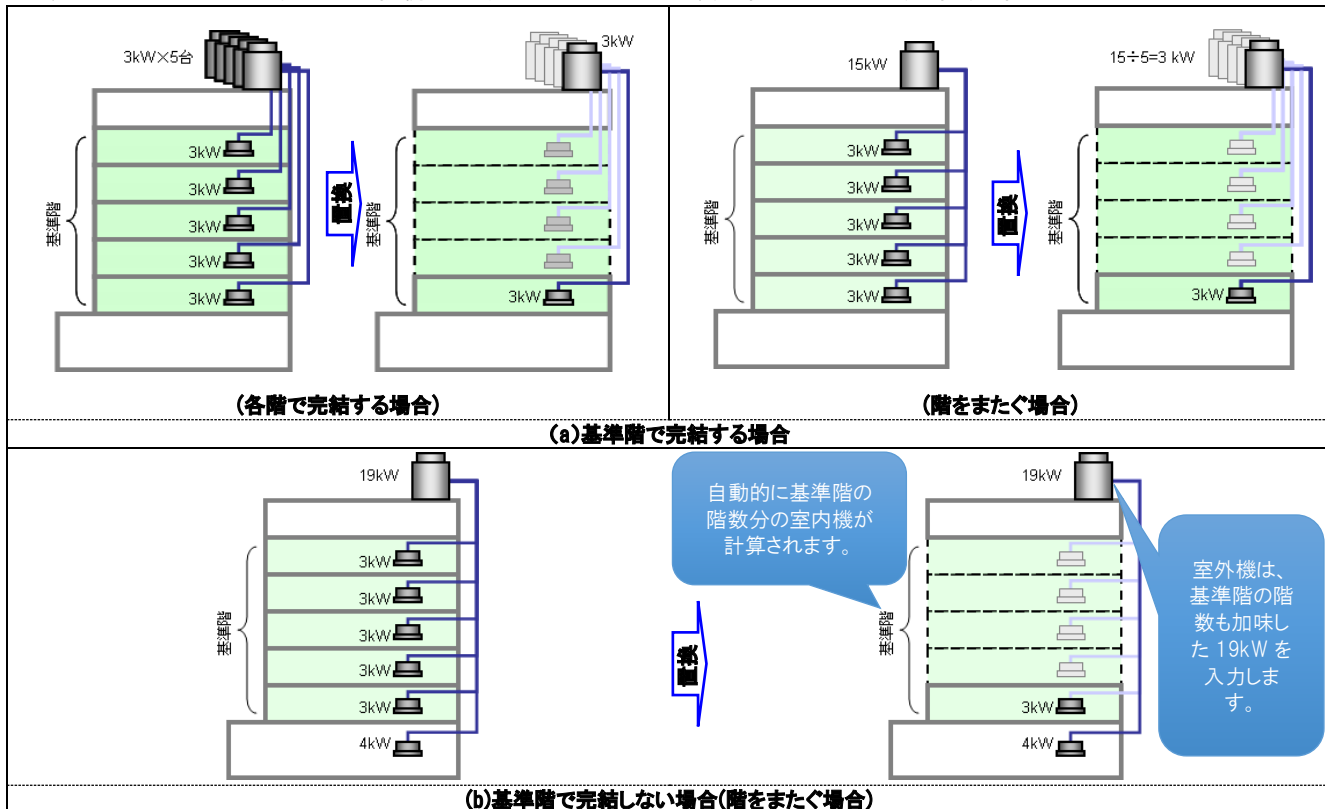 3kW×5台
3kW
3kW
3kW
3kW
3kW
基準階
置換
3kW
基準階
3kW
(各階で完結する場合)
15kW
3kW
3kW
3kW
3kW
3kW
基準階
置換
15÷5=3 kW
基準階
3kW
(階をまたぐ場合)
(a)基準階で完結する場合
19kW
3kW
3kW
3kW
3kW
3kW
4kW
基準階
置換
自動的に基準階の
階数分の室内機が
計算されます。
19kW
基準階
3kW
4kW
室外機は、
基準階の階
数も加味し
た 19kW を
入力しま
す。
(b)基準階で完結しない場合(階をまたぐ場合)